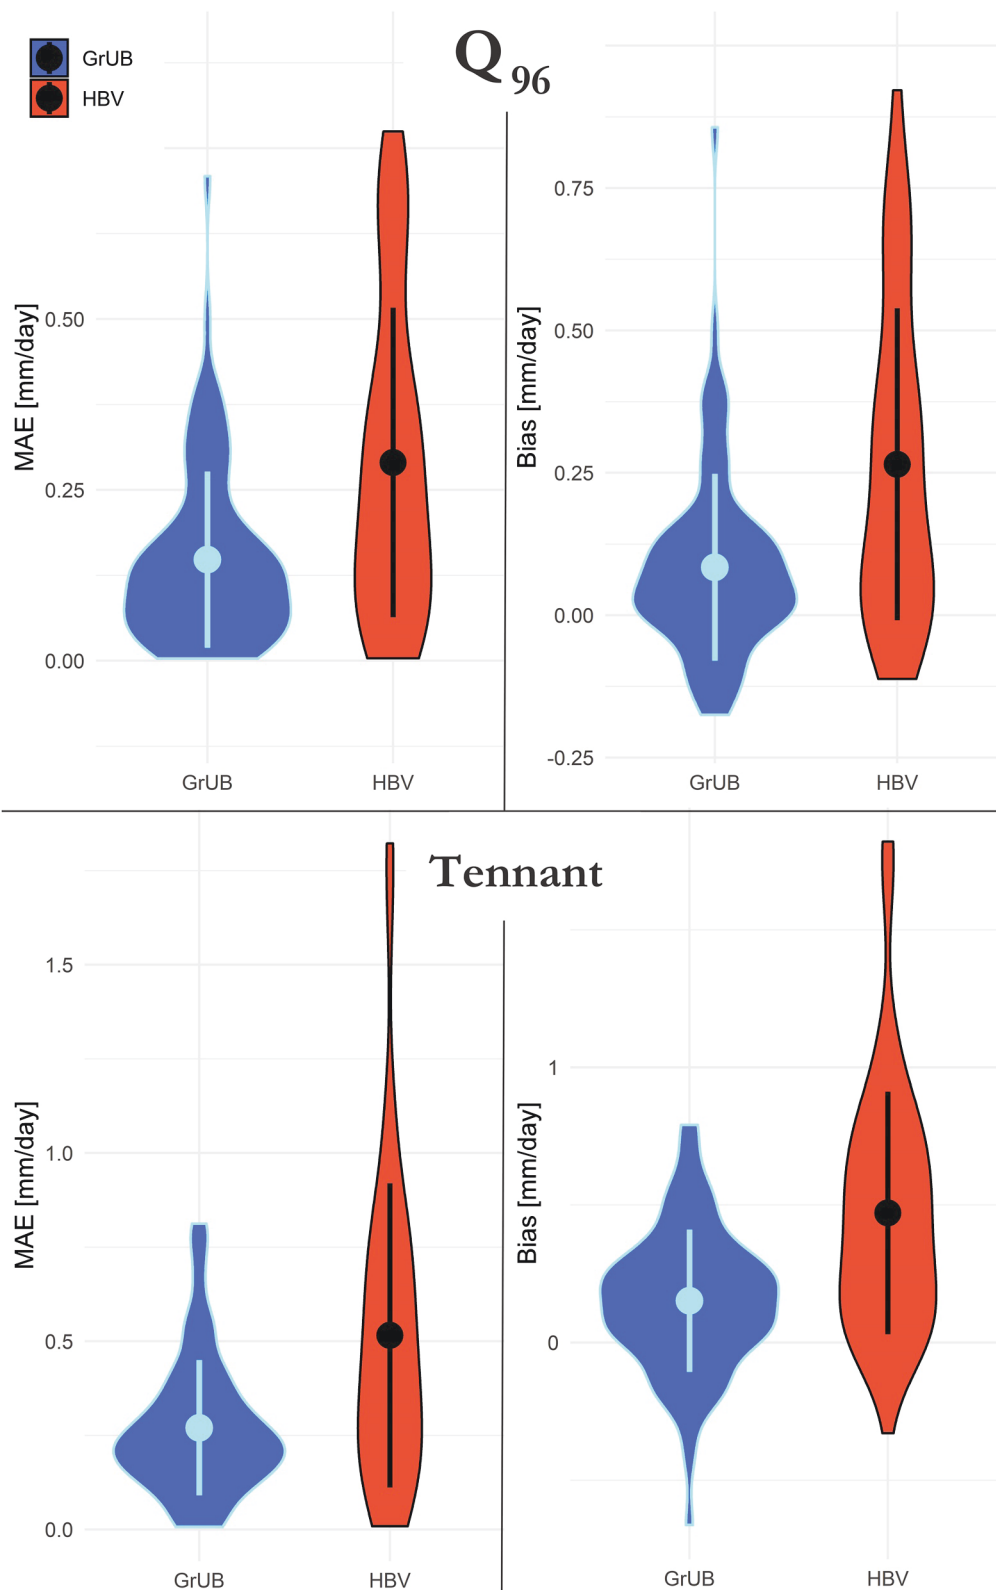 GrUB
HBV
Q96
MAE [mm/day]
0.50
0.25
0.00
GrUB HBV
Bias [mm/day]
0.75
0.50
0.25
0.00
-0.25
GrUB HBV
Tennant
MAE [mm/day]
1.5
1.0
0.5
0.0
GrUB HBV
Bias [mm/day]
1
0
GrUB HBV